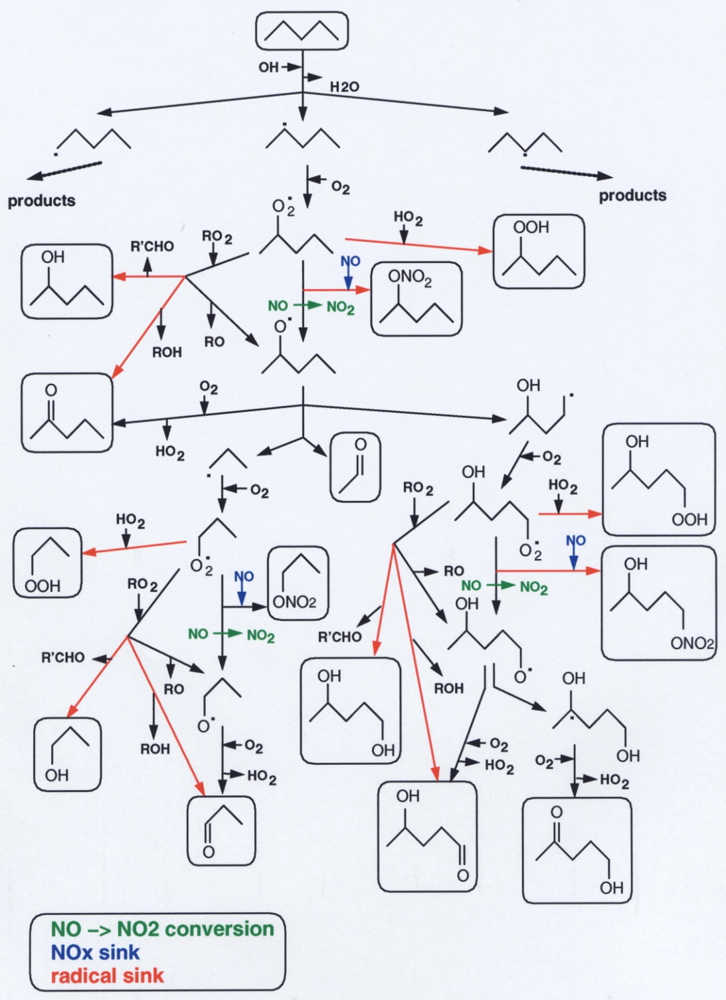 OH
H2O
products
products
O2
O2˙
HO2
OOH
RO2
R'CHO
OH
NO
ONO2
NO
NO2
O˙
RO
ROH
O
O2
HO2
OH
O
O2
O2
OH
RO2
HO2
OH
OOH
HO2
O2˙
O2˙
NO
OH
OOH
RO2
NO
ONO2
RO
NO
NO2
OH
ONO2
NO
NO2
R'CHO
R'CHO
RO
O˙
ROH
OH
O˙
OH
OH
OH
O2
ROH
O2
HO2
OH
HO2
O2
OH
HO2
OH
O
O
O
OH
NO –> NO2 conversion
NOx sink
radical sink